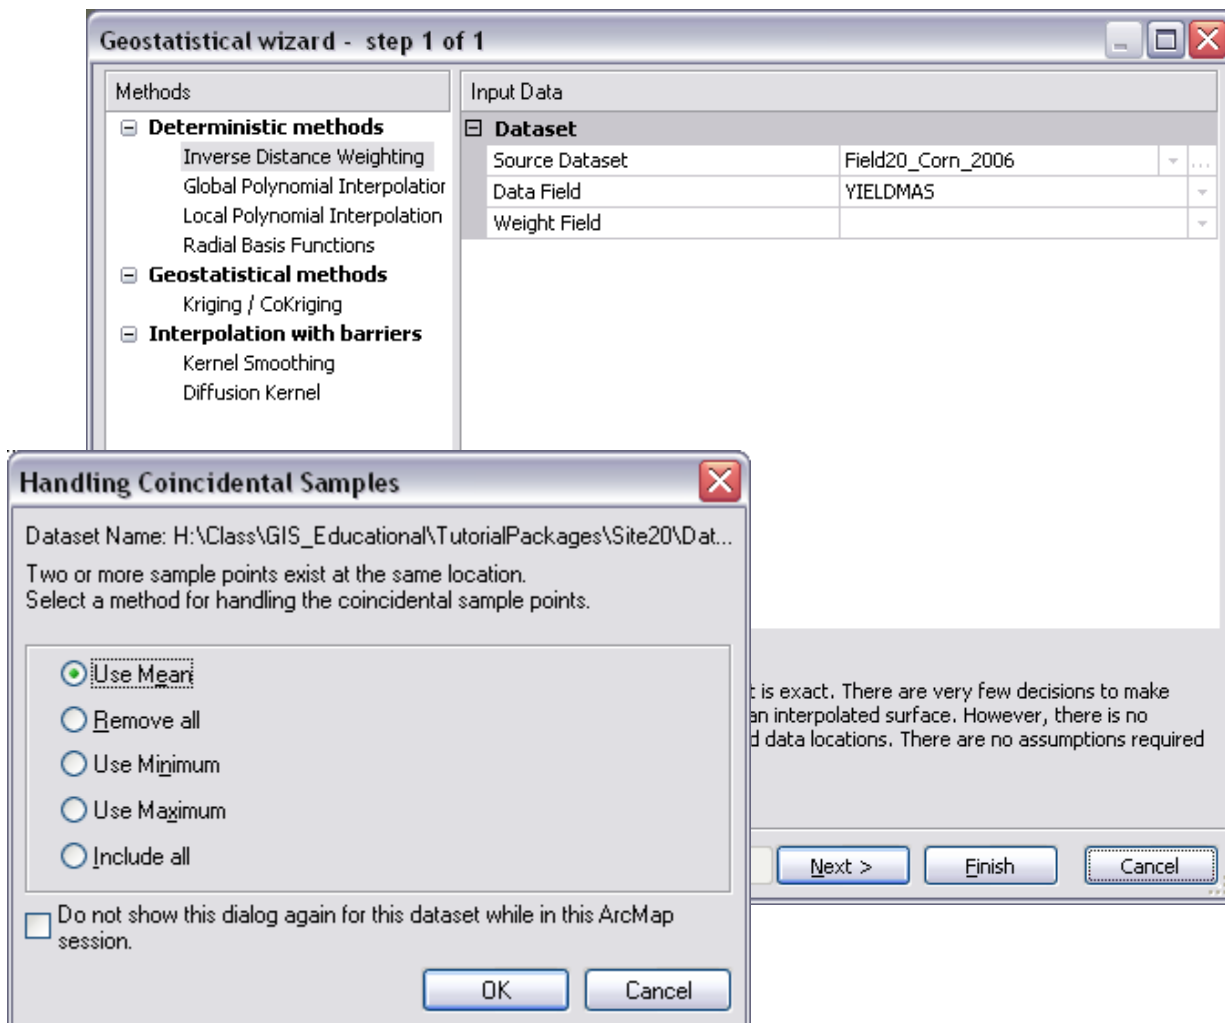 Geostatistical wizard - step 1 of 1
Methods
Deterministic methods
Inverse Distance Weighting
Global Polynomial Interpolation
Local Polynomial Interpolation
Radial Basis Functions
Geostatistical methods
Kriging / CoKriging
Interpolation with barriers
Kernel Smoothing
Diffusion Kernel
Input Data
Dataset
Source Dataset Field20_Corn_2006 ...
Data Field YIELDMAS
Weight Field
t is exact. There are very few decisions to make
an interpolated surface. However, there is no
d data locations. There are no assumptions required
Next >
Finish
Cancel
Handling Coincidental Samples
Dataset Name: H:\Class\GIS_Educational\TutorialPackages\Site20\Dat...
Two or more sample points exist at the same location.
Select a method for handling the coincidental sample points.
Use Mean
Remove all
Use Minimum
Use Maximum
Include all
Do not show this dialog again for this dataset while in this ArcMap
session.
OK
Cancel